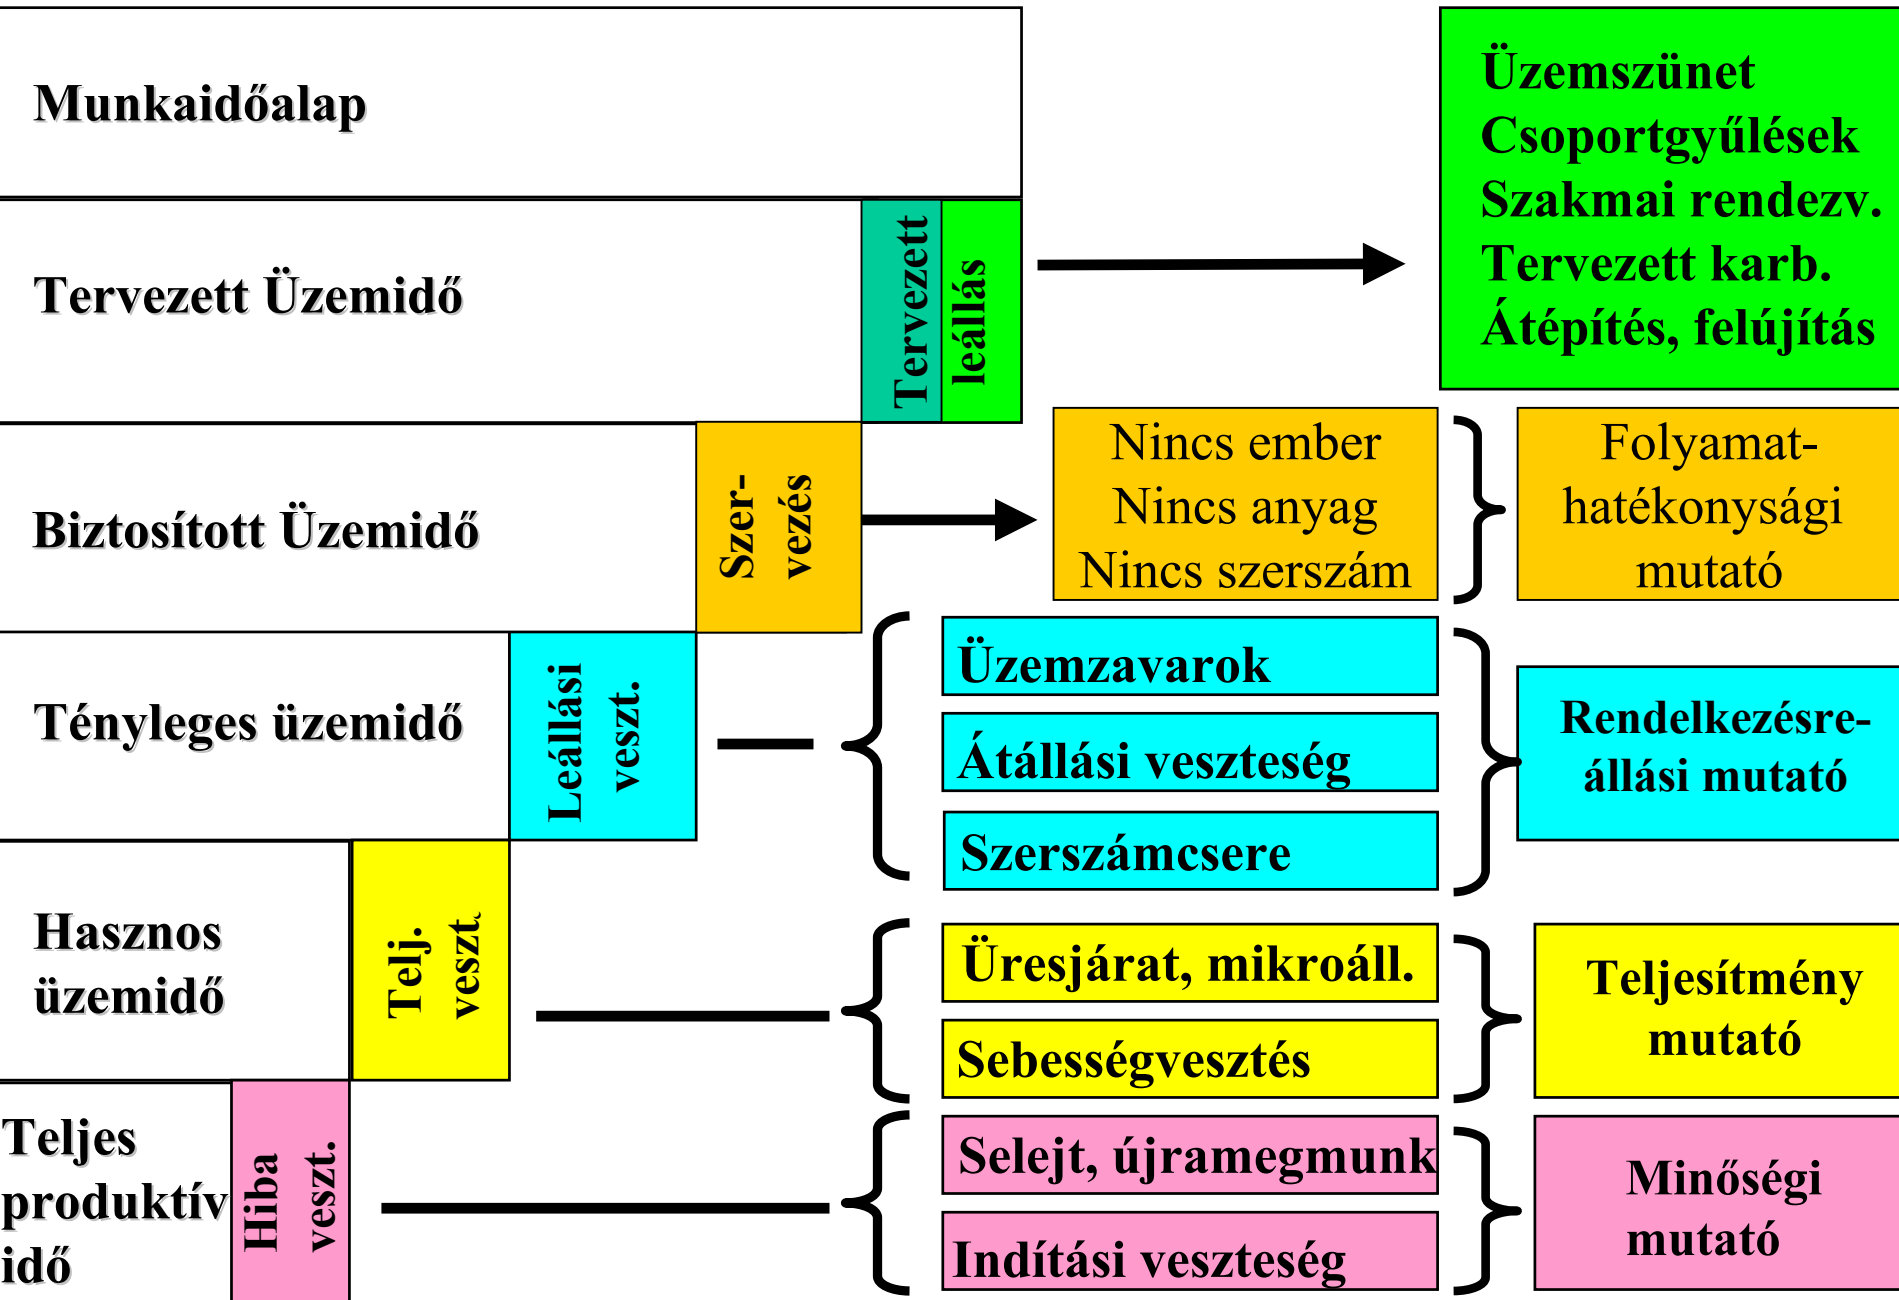 Munkaidőalap
Üzemszünet
Csoportgyűlések
Szakmai rendezv.
Tervezett karb.
Átépítés, felújítás
Tervezett Üzemidő
Tervezett
leállás
Biztosított Üzemidő
Szer-
vezés
Nincs ember
Nincs anyag
Nincs szerszám
Folyamat-
hatékonysági
mutató
Tényleges üzemidő
Leállási
veszt.
Üzemzavarok
Átállási veszteség
Szerszámcsere
Rendelkezésre-
állási mutató
Hasznos
üzemidő
Telj.
veszt.
Üresjárat, mikroáll.
Sebességvesztés
Teljesítmény
mutató
Teljes
produktív
idő
Hiba
veszt.
Selejt, újramegmunk
Indítási veszteség
Minőségi
mutató